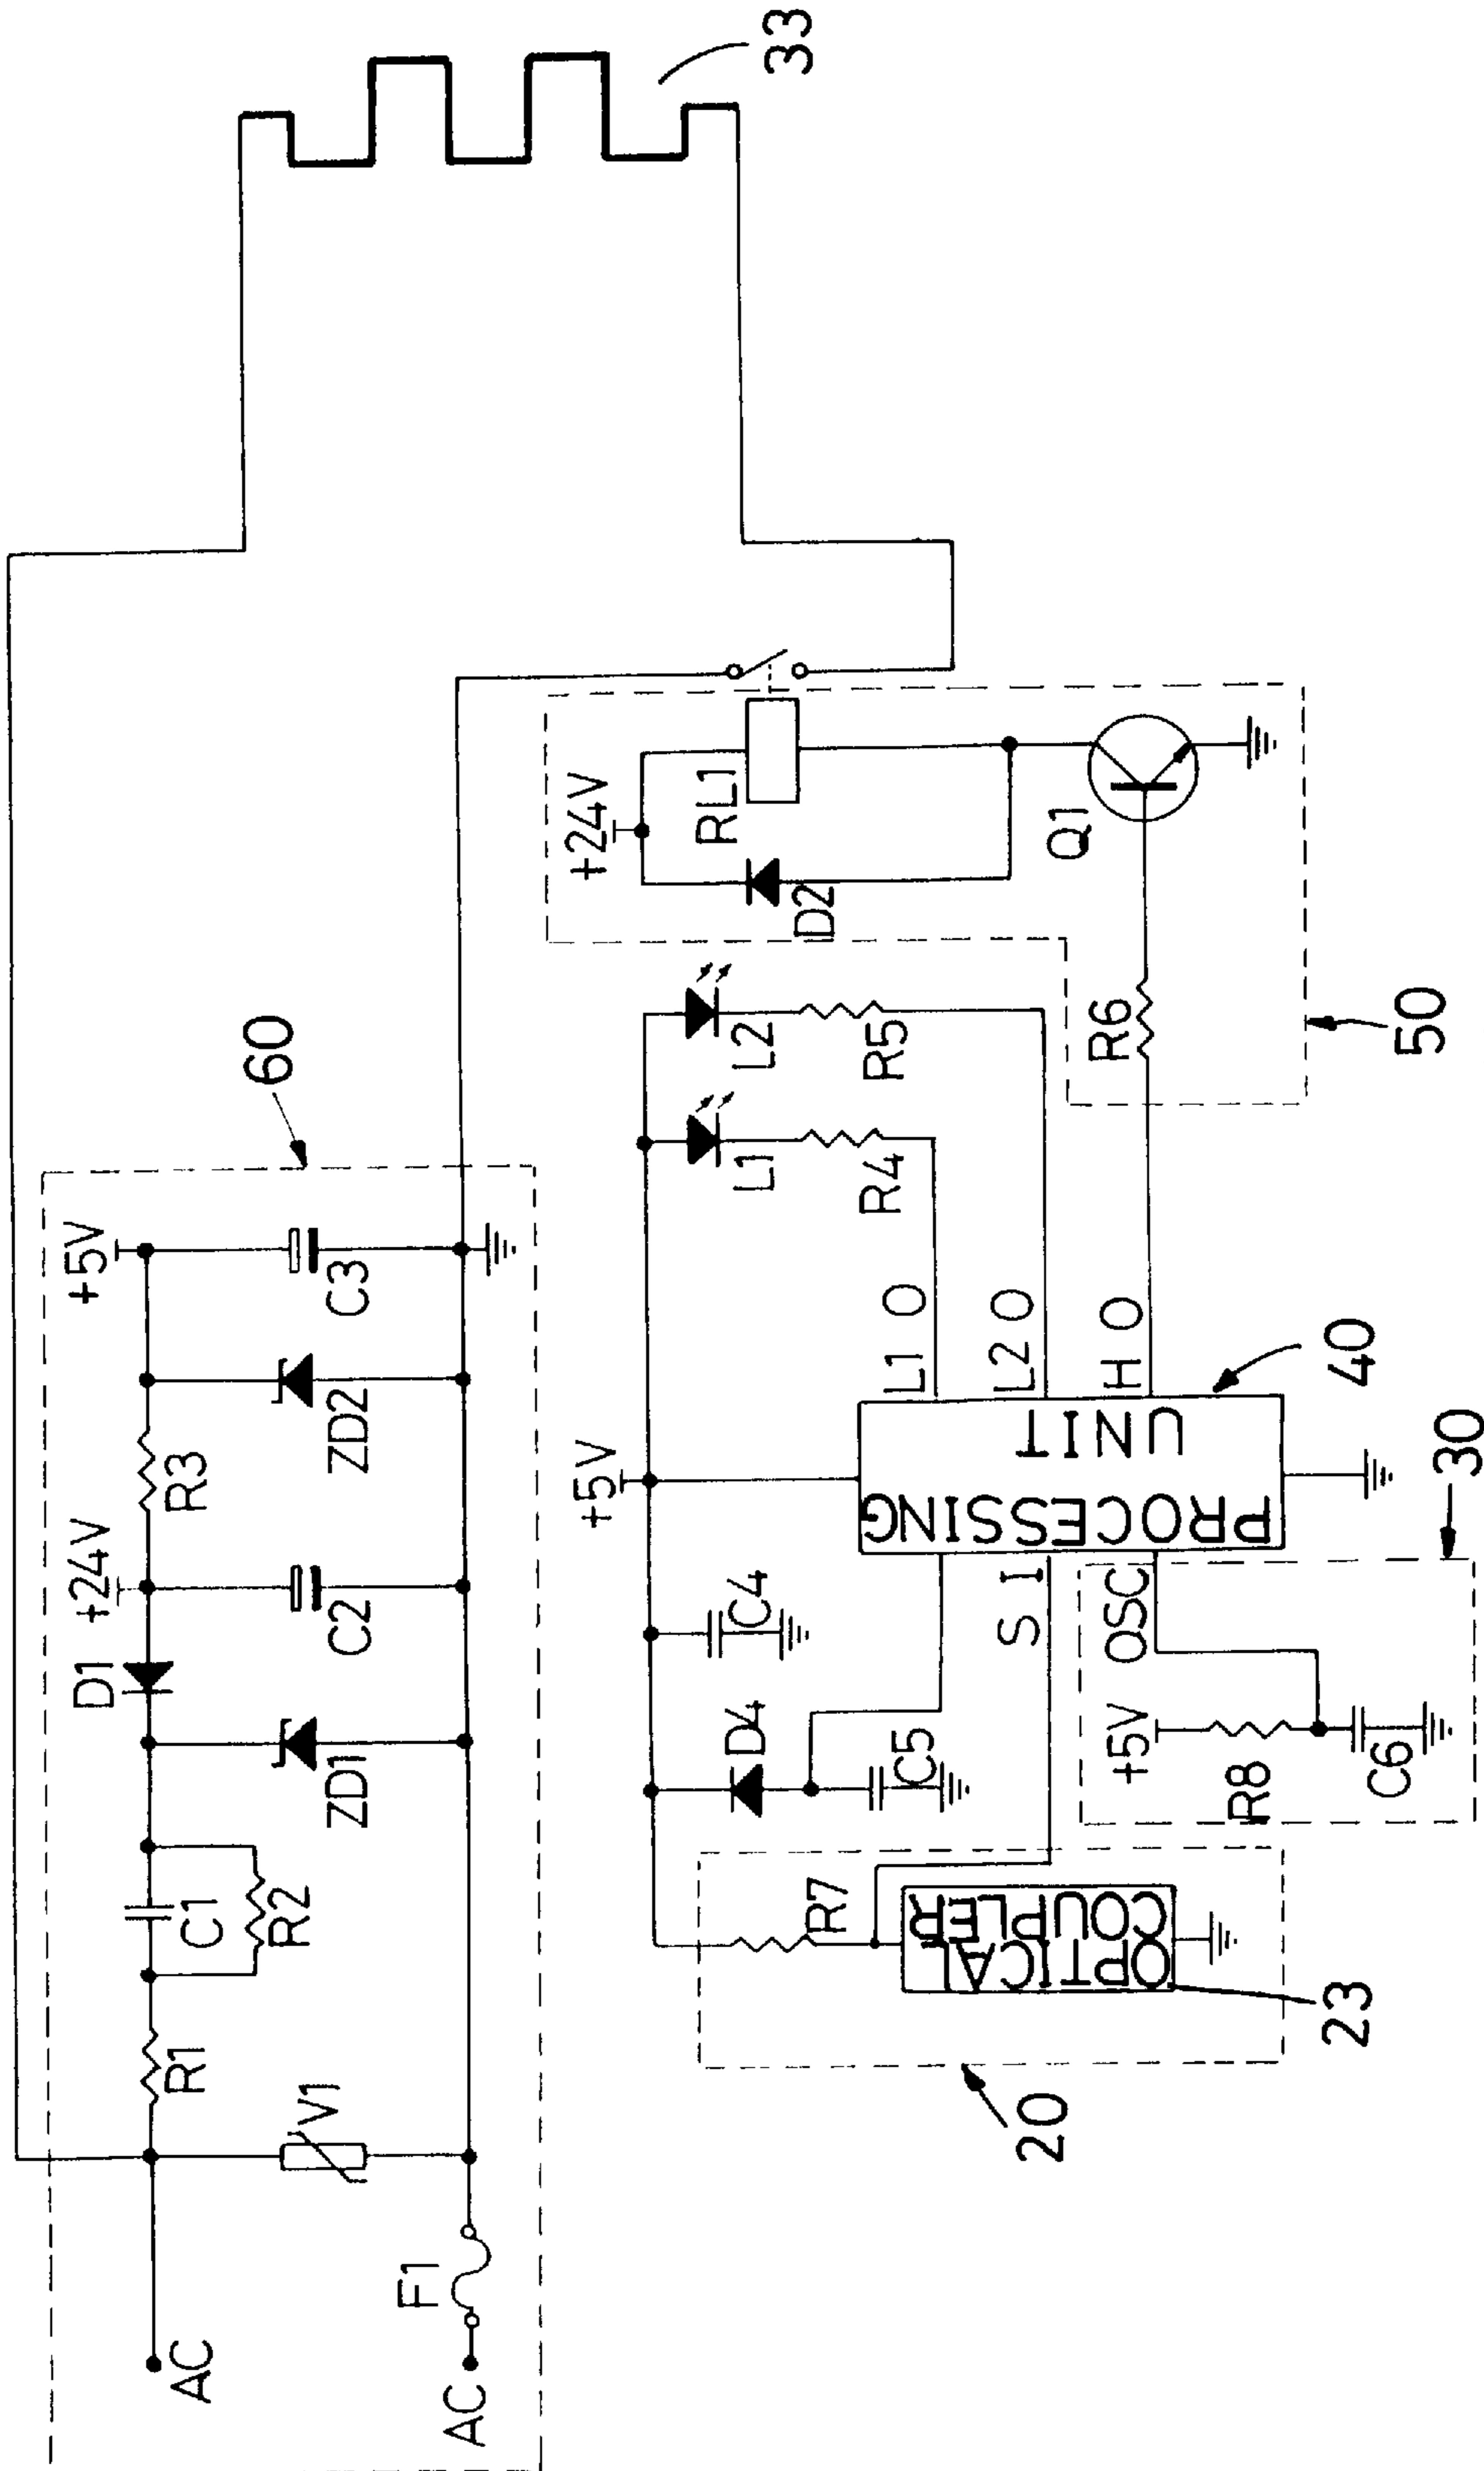 33
60
AC
AC
F1
V1
R1
C1
R2
ZD1
D1
+24V
C2
R3
ZD2
+5V
C3
+24V
RL1
D2
Q1
R6
50
L2
R5
L1
R4
+5V
L1 O
L2 O
H O
PROCESSING
UNIT
40
S I
OSC
30
C4
D4
C5
+5V
R8
C6
R7
OPTICAL
COUPLER
23
20